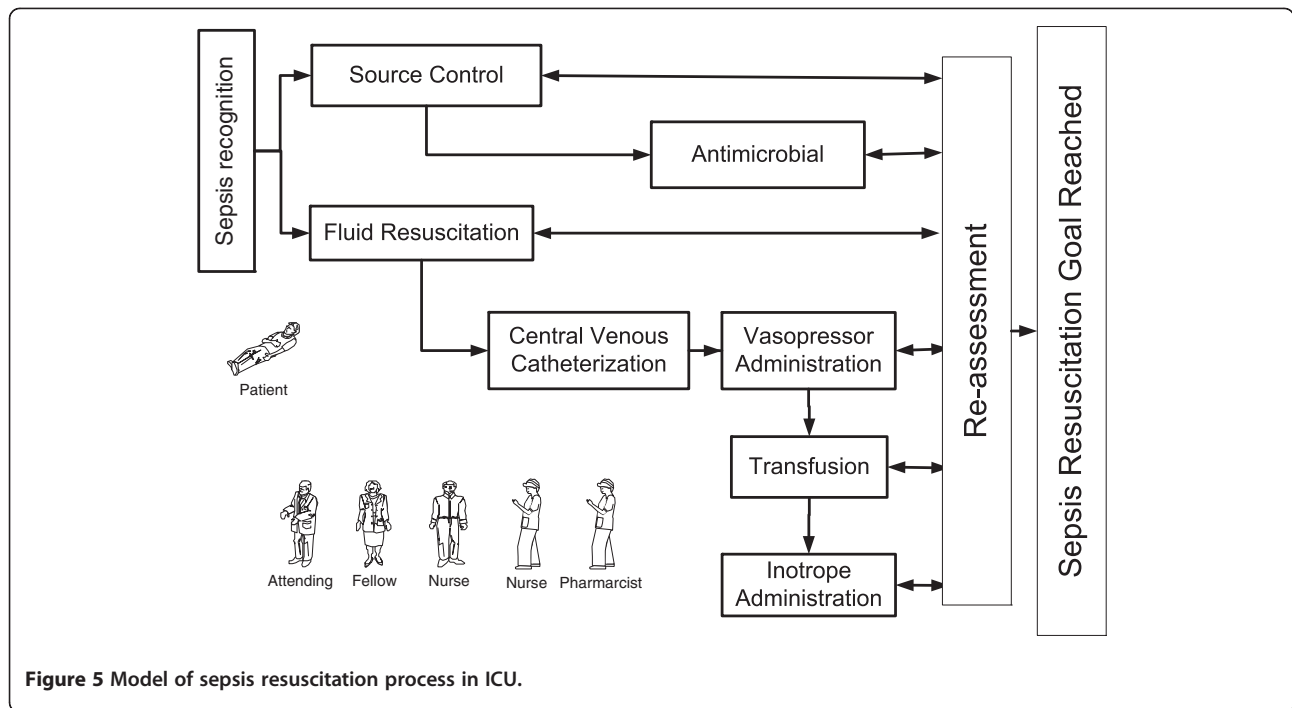 Sepsis recognition
Source Control
Antimicrobial
Fluid Resuscitation
Central Venous
Catheterization
Vasopressor
Administration
Transfusion
Inotrope
Administration
Re-assessment
Sepsis Resuscitation Goal Reached
Patient
Attending
Fellow
Nurse
Nurse
Pharmarcist
Figure 5 Model of sepsis resuscitation process in ICU.